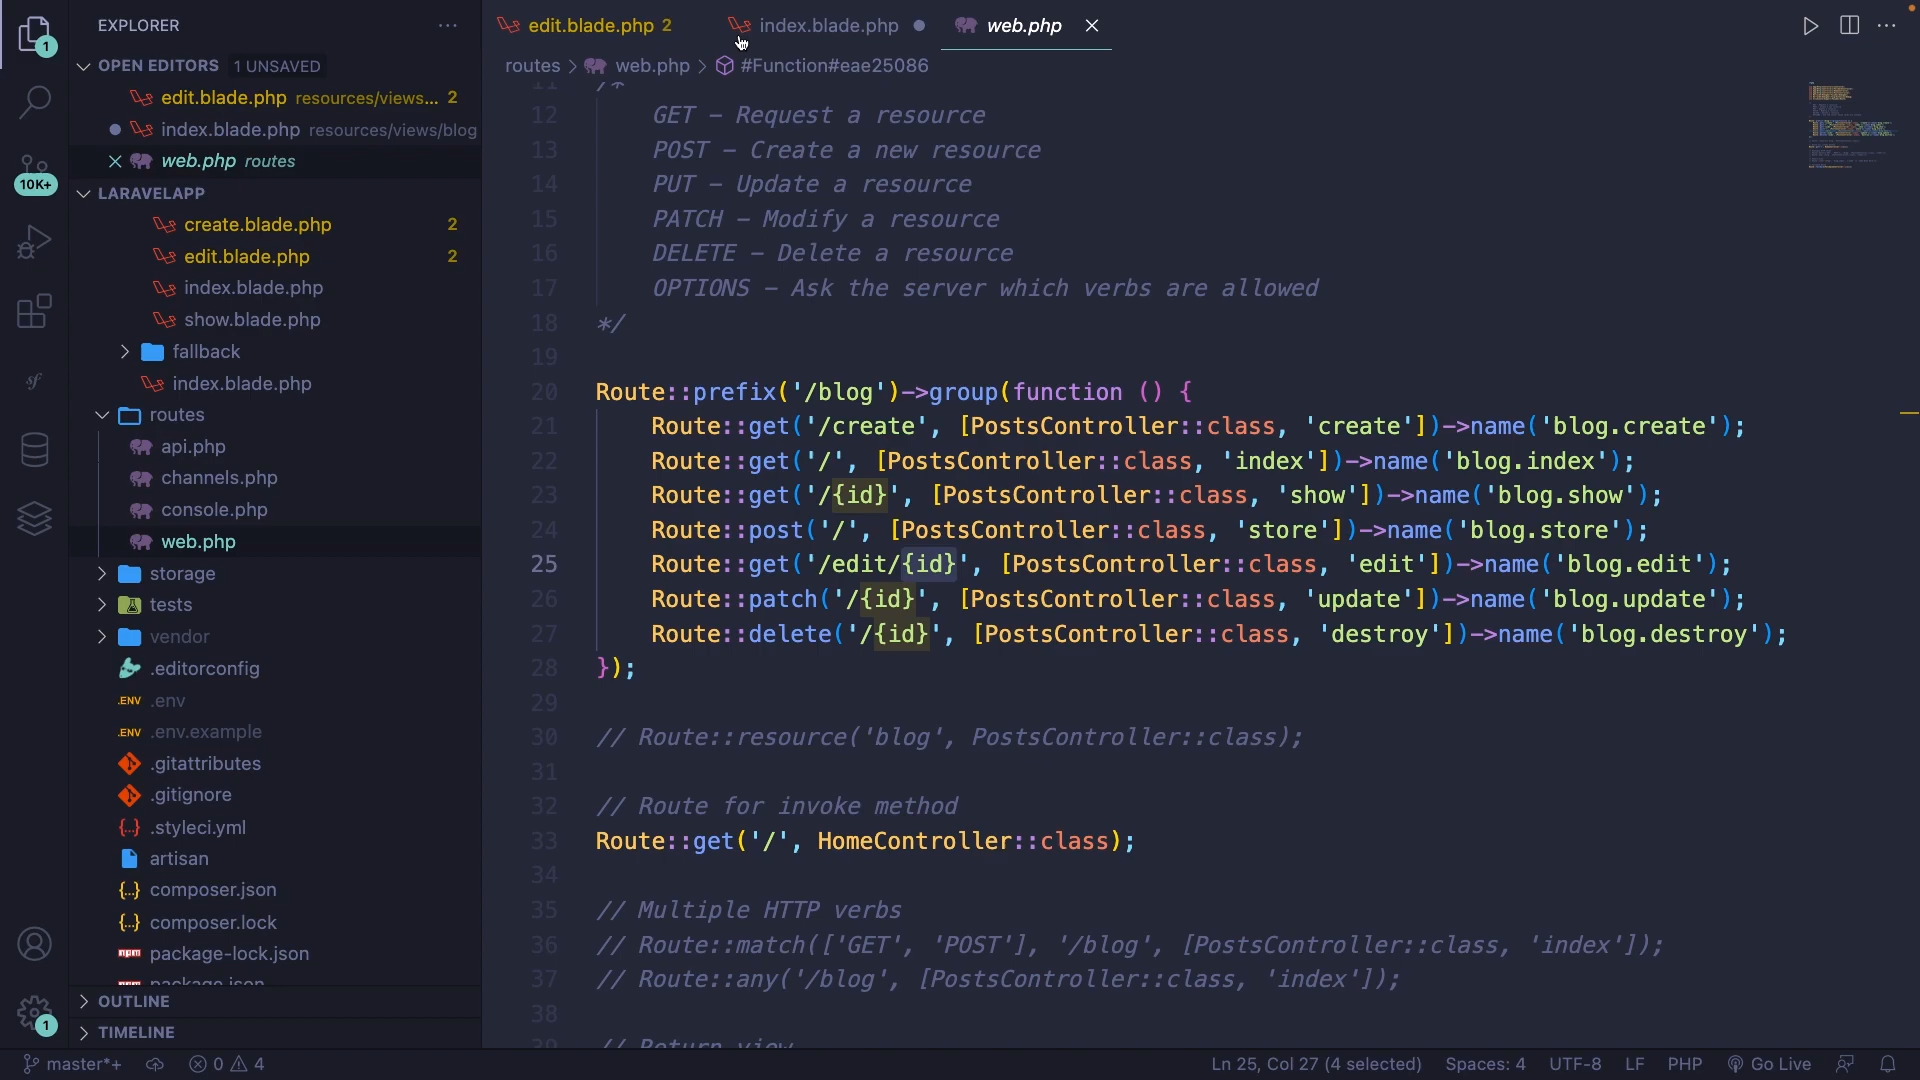 EXPLORER
OPEN EDITORS 1 UNSAVED
edit.blade.php resources/views... 2
index.blade.php resources/views/blog
web.php routes
LARAVELAPP
create.blade.php 2
edit.blade.php 2
index.blade.php
show.blade.php
fallback
index.blade.php
routes
api.php
channels.php
console.php
web.php
storage
tests
vendor
.editorconfig
.ENV .env
.ENV .env.example
.gitattributes
.gitignore
{..} .styleci.yml
artisan
{..} composer.json
{..} composer.lock
npm package-lock.json
npm package.json
OUTLINE
TIMELINE
1
10K+
sf
1
edit.blade.php 2
index.blade.php
web.php
routes > web.php > #Function#eae25086
11 /*
12 GET – Request a resource
13 POST – Create a new resource
14 PUT – Update a resource
15 PATCH – Modify a resource
16 DELETE – Delete a resource
17 OPTIONS – Ask the server which verbs are allowed
18 */
19
20 Route::prefix('/blog')->group(function () {
21 Route::get('/create', [PostsController::class, 'create'])->name('blog.create');
22 Route::get('/', [PostsController::class, 'index'])->name('blog.index');
23 Route::get('/{id}', [PostsController::class, 'show'])->name('blog.show');
24 Route::post('/', [PostsController::class, 'store'])->name('blog.store');
25 Route::get('/edit/{id}', [PostsController::class, 'edit'])->name('blog.edit');
26 Route::patch('/{id}', [PostsController::class, 'update'])->name('blog.update');
27 Route::delete('/{id}', [PostsController::class, 'destroy'])->name('blog.destroy');
28 });
29
30 // Route::resource('blog', PostsController::class);
31
32 // Route for invoke method
33 Route::get('/', HomeController::class);
34
35 // Multiple HTTP verbs
36 // Route::match(['GET', 'POST'], '/blog', [PostsController::class, 'index']);
37 // Route::any('/blog', [PostsController::class, 'index']);
38
39 // Return view
master*+ 0 4 Ln 25, Col 27 (4 selected) Spaces: 4 UTF-8 LF PHP Go Live